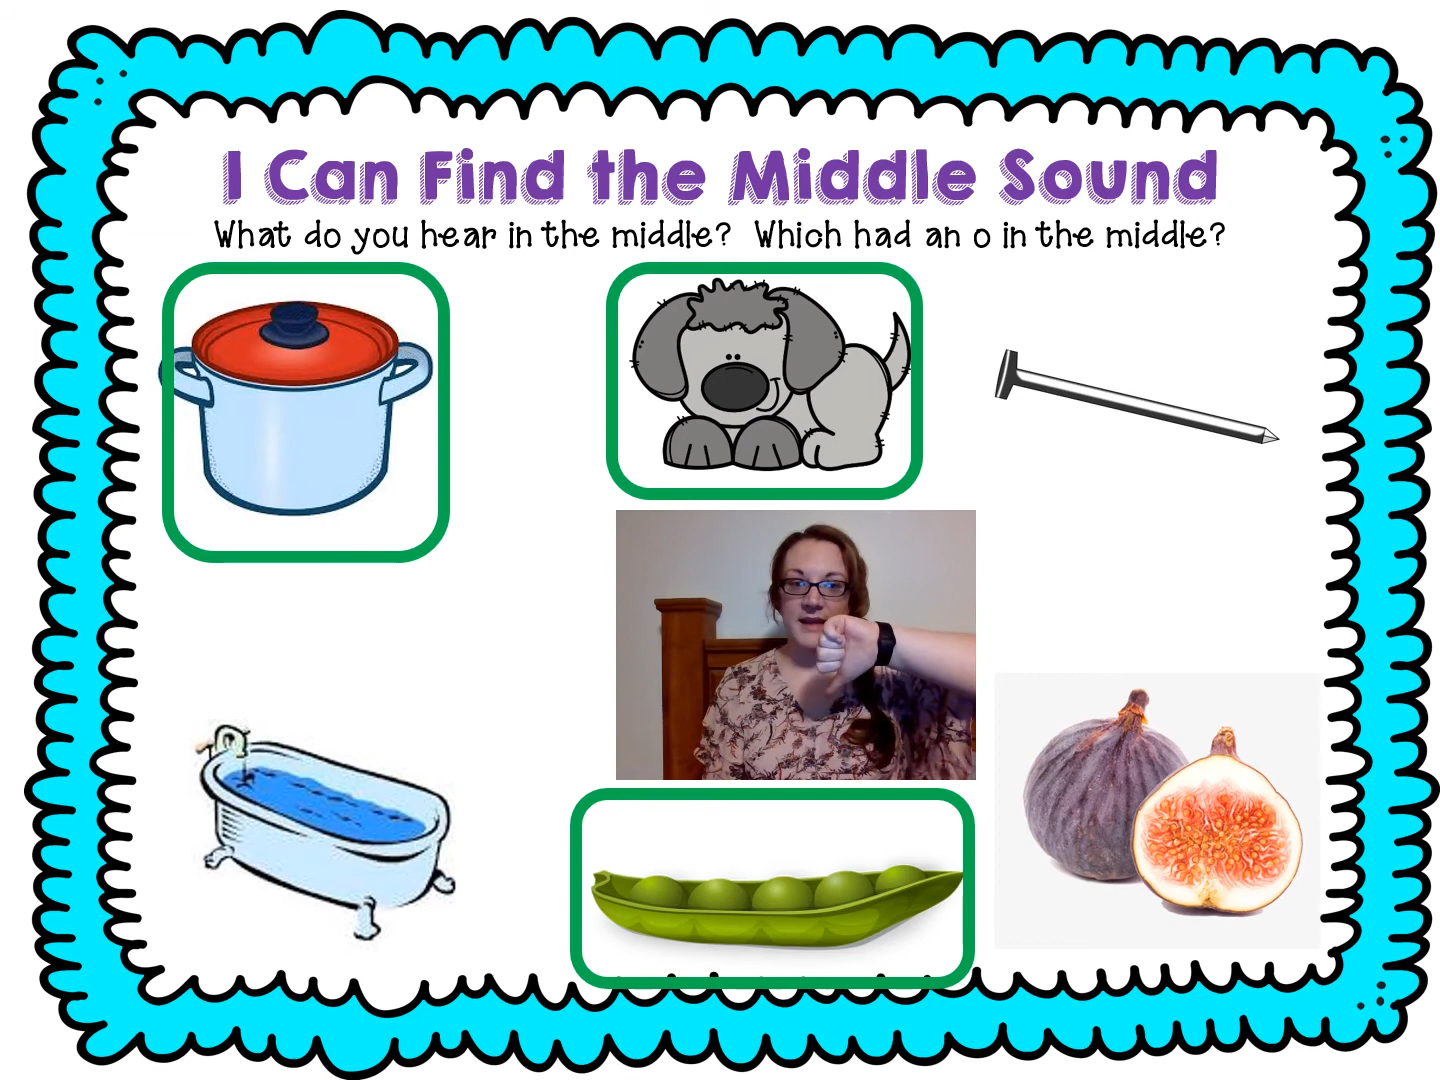 I Can Find the Middle Sound
What do you hear in the middle? Which had an o in the middle?